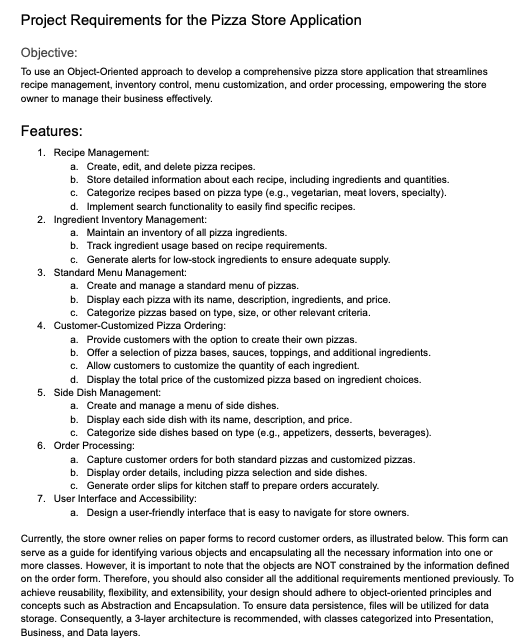 Project Requirements for the Pizza Store Application
Objective:
To use an Object-Oriented approach to develop a comprehensive pizza store application that streamlines
recipe management, inventory control, menu customization, and order processing, empowering the store
owner to manage their business effectively.
Features:
1. Recipe Management:
a. Create, edit, and delete pizza recipes.
b. Store detailed information about each recipe, including ingredients and quantities.
c. Categorize recipes based on pizza type (e.g., vegetarian, meat lovers, specialty).
d. Implement search functionality to easily find specific recipes.
2. Ingredient Inventory Management:
a. Maintain an inventory of all pizza ingredients.
b. Track ingredient usage based on recipe requirements.
c. Generate alerts for low-stock ingredients to ensure adequate supply.
3. Standard Menu Management:
a. Create and manage a standard menu of pizzas.
b. Display each pizza with its name, description, ingredients, and price.
c. Categorize pizzas based on type, size, or other relevant criteria.
4. Customer-Customized Pizza Ordering:
a. Provide customers with the option to create their own pizzas.
b. Offer a selection of pizza bases, sauces, toppings, and additional ingredients.
c. Allow customers to customize the quantity of each ingredient.
d. Display the total price of the customized pizza based on ingredient choices.
5. Side Dish Management:
a. Create and manage a menu of side dishes.
b. Display each side dish with its name, description, and price.
c. Categorize side dishes based on type (e.g., appetizers, desserts, beverages).
6. Order Processing:
a. Capture customer orders for both standard pizzas and customized pizzas.
b. Display order details, including pizza selection and side dishes.
c. Generate order slips for kitchen staff to prepare orders accurately.
7. User Interface and Accessibility:
a. Design a user-friendly interface that is easy to navigate for store owners.
Currently, the store owner relies on paper forms to record customer orders, as illustrated below. This form can
serve as a guide for identifying various objects and encapsulating all the necessary information into one or
more classes. However, it is important to note that the objects are NOT constrained by the information defined
on the order form. Therefore, you should also consider all the additional requirements mentioned previously. To
achieve reusability, flexibility, and extensibility, your design should adhere to object-oriented principles and
concepts such as Abstraction and Encapsulation. To ensure data persistence, files will be utilized for data
storage. Consequently, a 3-layer architecture is recommended, with classes categorized into Presentation,
Business, and Data layers.